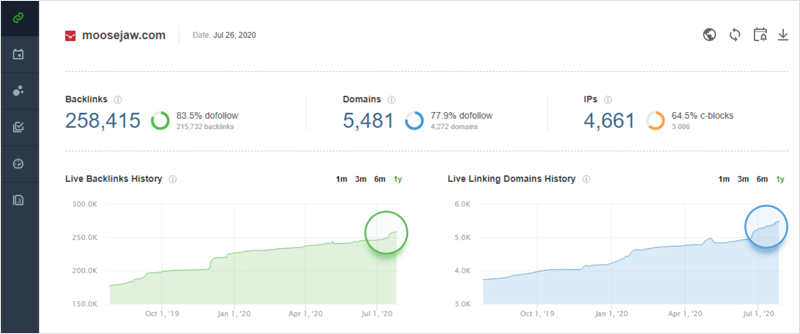 moosejaw.com Date: Jul 26, 2020
Backlinks
258,415 83.5% dofollow
215,732 backlinks
Domains
5,481 77.9% dofollow
4,272 domains
IPs
4,661 64.5% c-blocks
3,006
Live Backlinks History 1m 3m 6m 1y
300.0K
250.0K
200.0K
150.0K
Oct 1, '19 Jan 1, '20 Apr 1, '20 Jul 1, '20
Live Linking Domains History 1m 3m 6m 1y
6.0K
5.0K
4.0K
3.0K
Oct 1, '19 Jan 1, '20 Apr 1, '20 Jul 1, '20